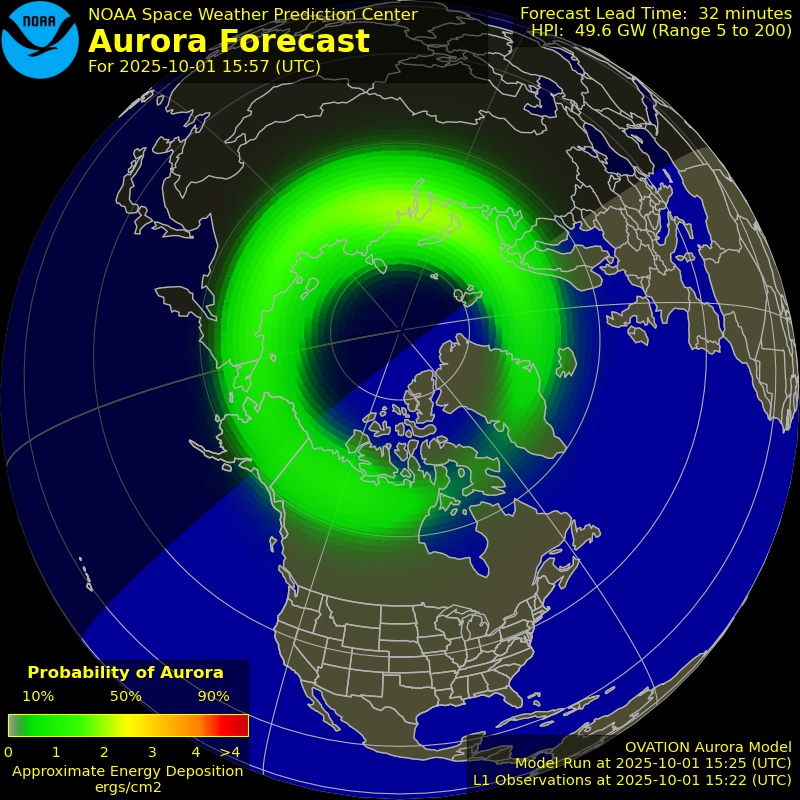 NOAA
NOAA Space Weather Prediction Center
Aurora Forecast
For 2025-10-01 15:57 (UTC)
Forecast Lead Time: 32 minutes
HPI: 49.6 GW (Range 5 to 200)
Probability of Aurora
10% 50% 90%
0 1 2 3 4 >4
Approximate Energy Deposition
ergs/cm2
OVATION Aurora Model
Model Run at 2025-10-01 15:25 (UTC)
L1 Observations at 2025-10-01 15:22 (UTC)